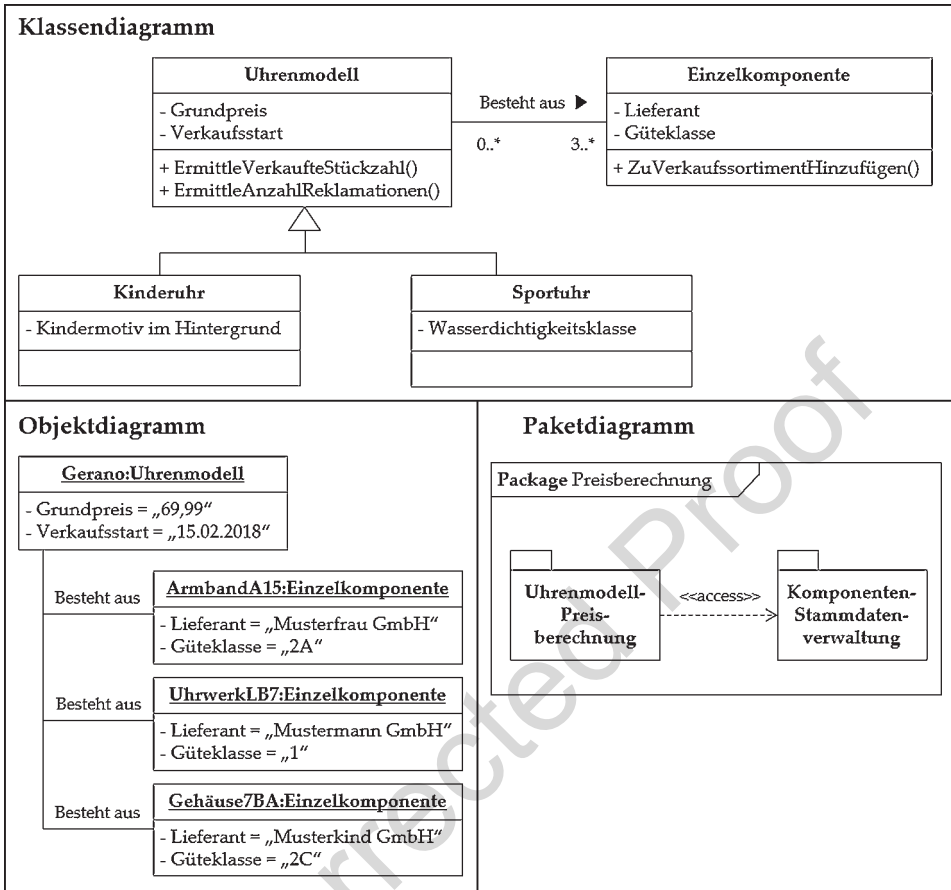 Klassendiagramm
Uhrenmodell
- Grundpreis
- Verkaufsstart
+ ErmittleVerkaufteStückzahl()
+ ErmittleAnzahlReklamationen()
Besteht aus ▶
0..*
3..*
Einzelkomponente
- Lieferant
- Güteklasse
+ ZuVerkaufssortimentHinzufügen()
Kinderuhr
- Kindermotiv im Hintergrund
Sportuhr
- Wasserdichtigkeitsklasse
Objektdiagramm
Gerano:Uhrenmodell
- Grundpreis = „69,99“
- Verkaufsstart = „15.02.2018“
Besteht aus
ArmbandA15:Einzelkomponente
- Lieferant = „Musterfrau GmbH“
- Güteklasse = „2A“
Besteht aus
UhrwerkLB7:Einzelkomponente
- Lieferant = „Mustermann GmbH“
- Güteklasse = „1“
Besteht aus
Gehäuse7BA:Einzelkomponente
- Lieferant = „Musterkind GmbH“
- Güteklasse = „2C“
Paketdiagramm
Package Preisberechnung
Uhrenmodell-
Preis-
berechnung
<<access>>
Komponenten-
Stammdaten-
verwaltung
rrected Proof